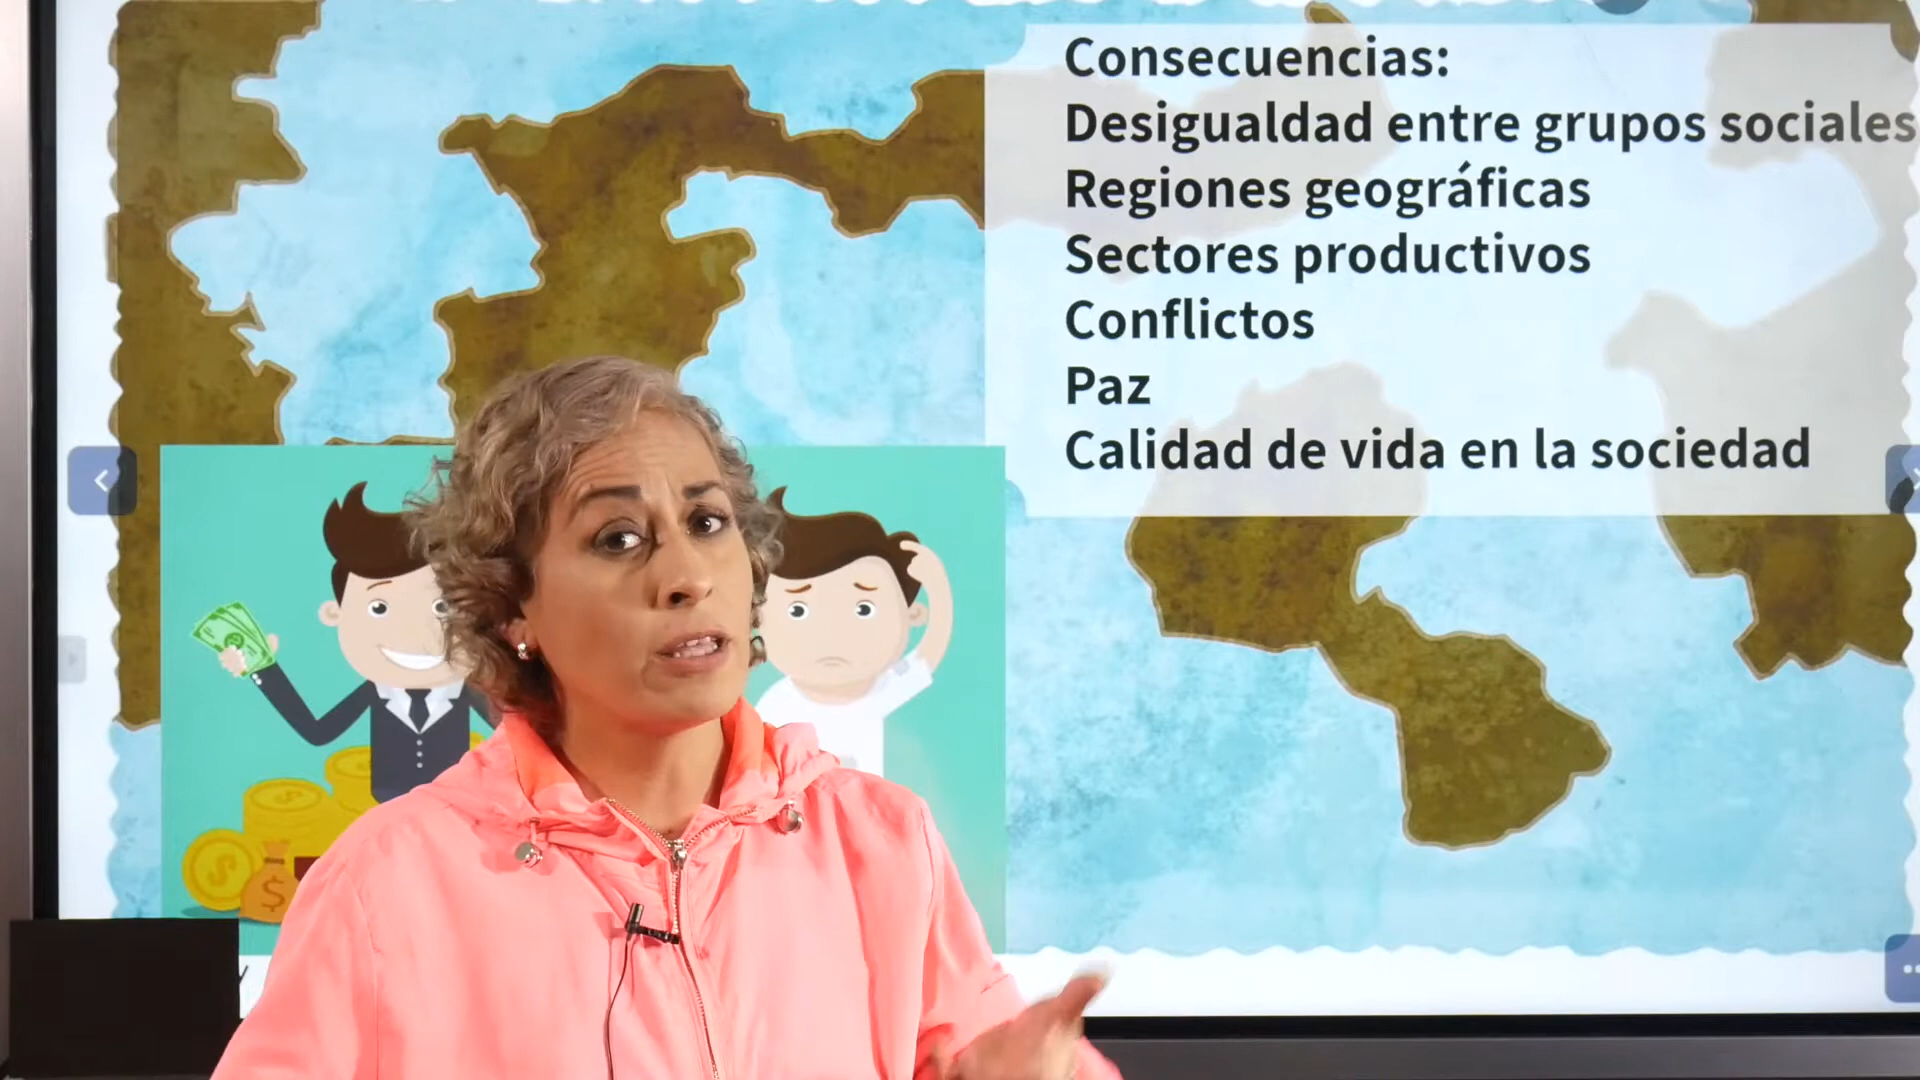 Consecuencias:
Desigualdad entre grupos sociales
Regiones geográficas
Sectores productivos
Conflictos
Paz
Calidad de vida en la sociedad